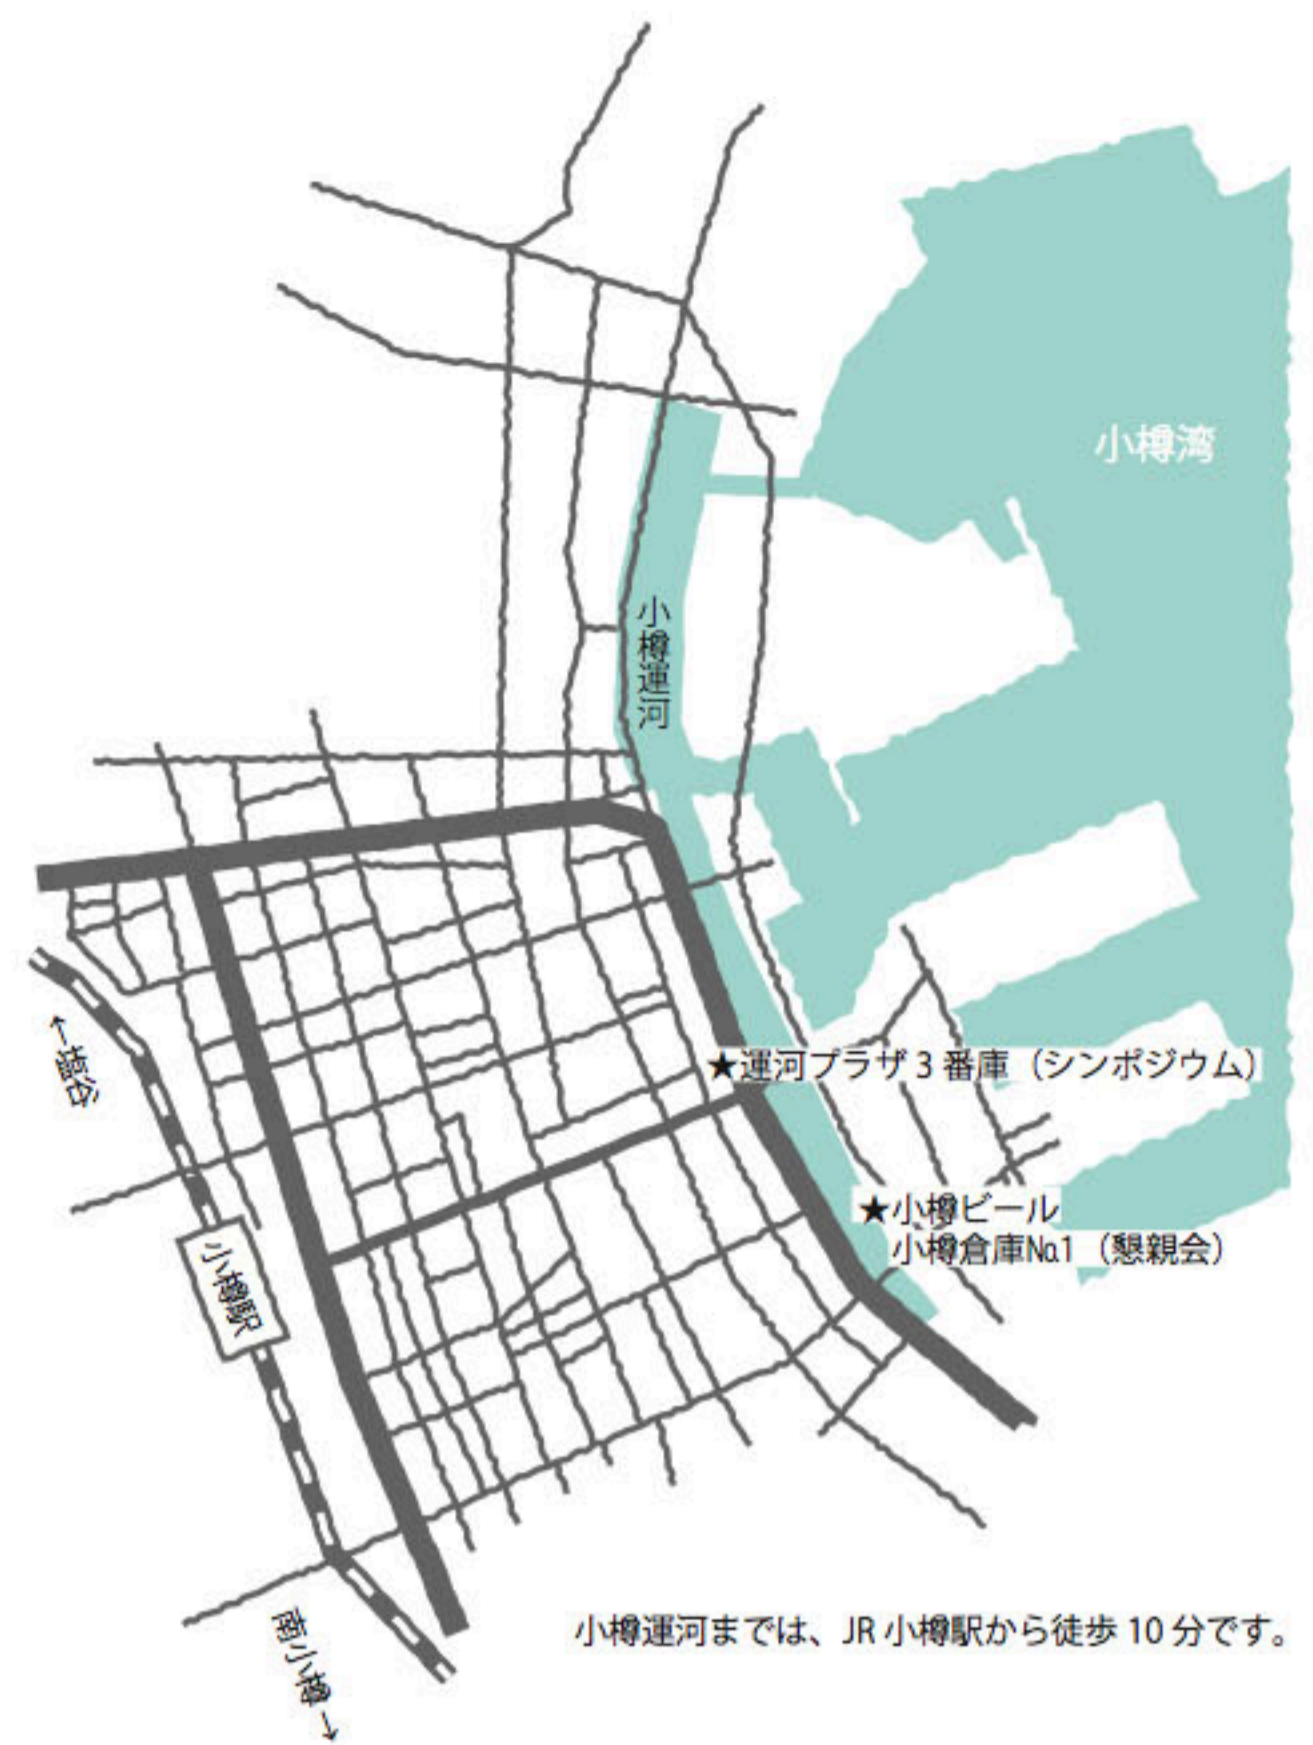 小樽湾
小樽運河
←塩谷
★運河プラザ3番庫（シンポジウム）
★小樽ビール
小樽倉庫№1（懇親会）
小樽駅
南小樽→
小樽運河までは、JR小樽駅から徒歩10分です。